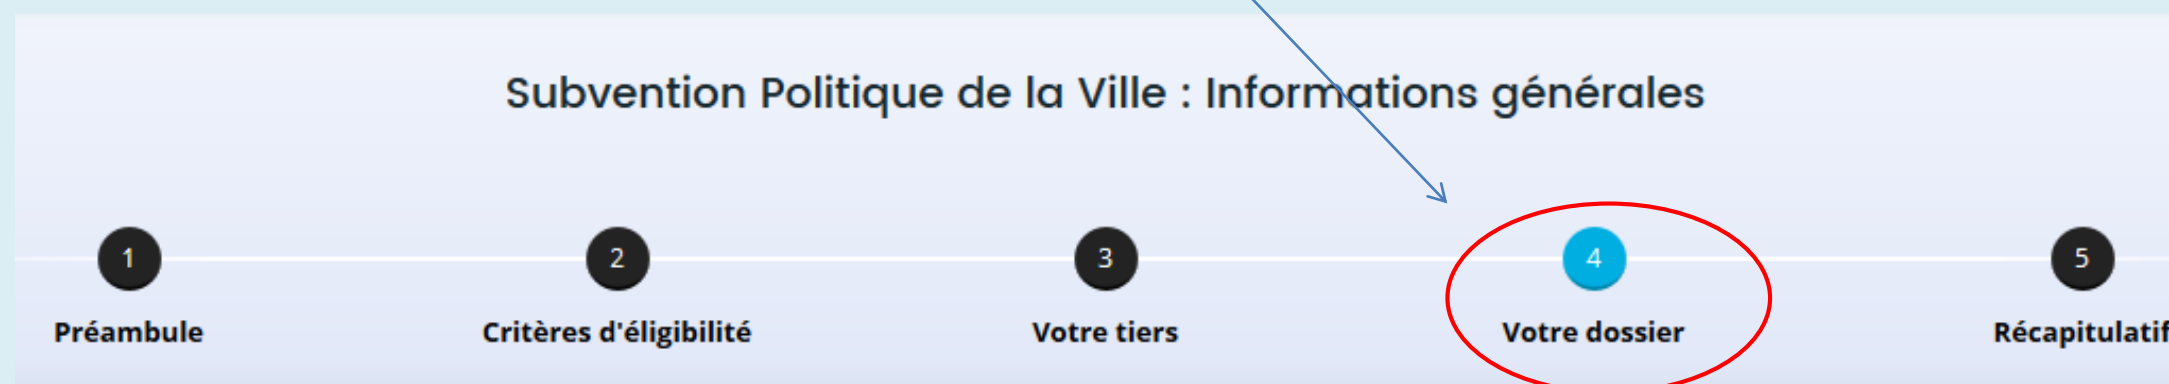 Subvention Politique de la Ville : Informations générales
1 2 3 4 5
Préambule Critères d'éligibilité Votre tiers Votre dossier Récapitulatif